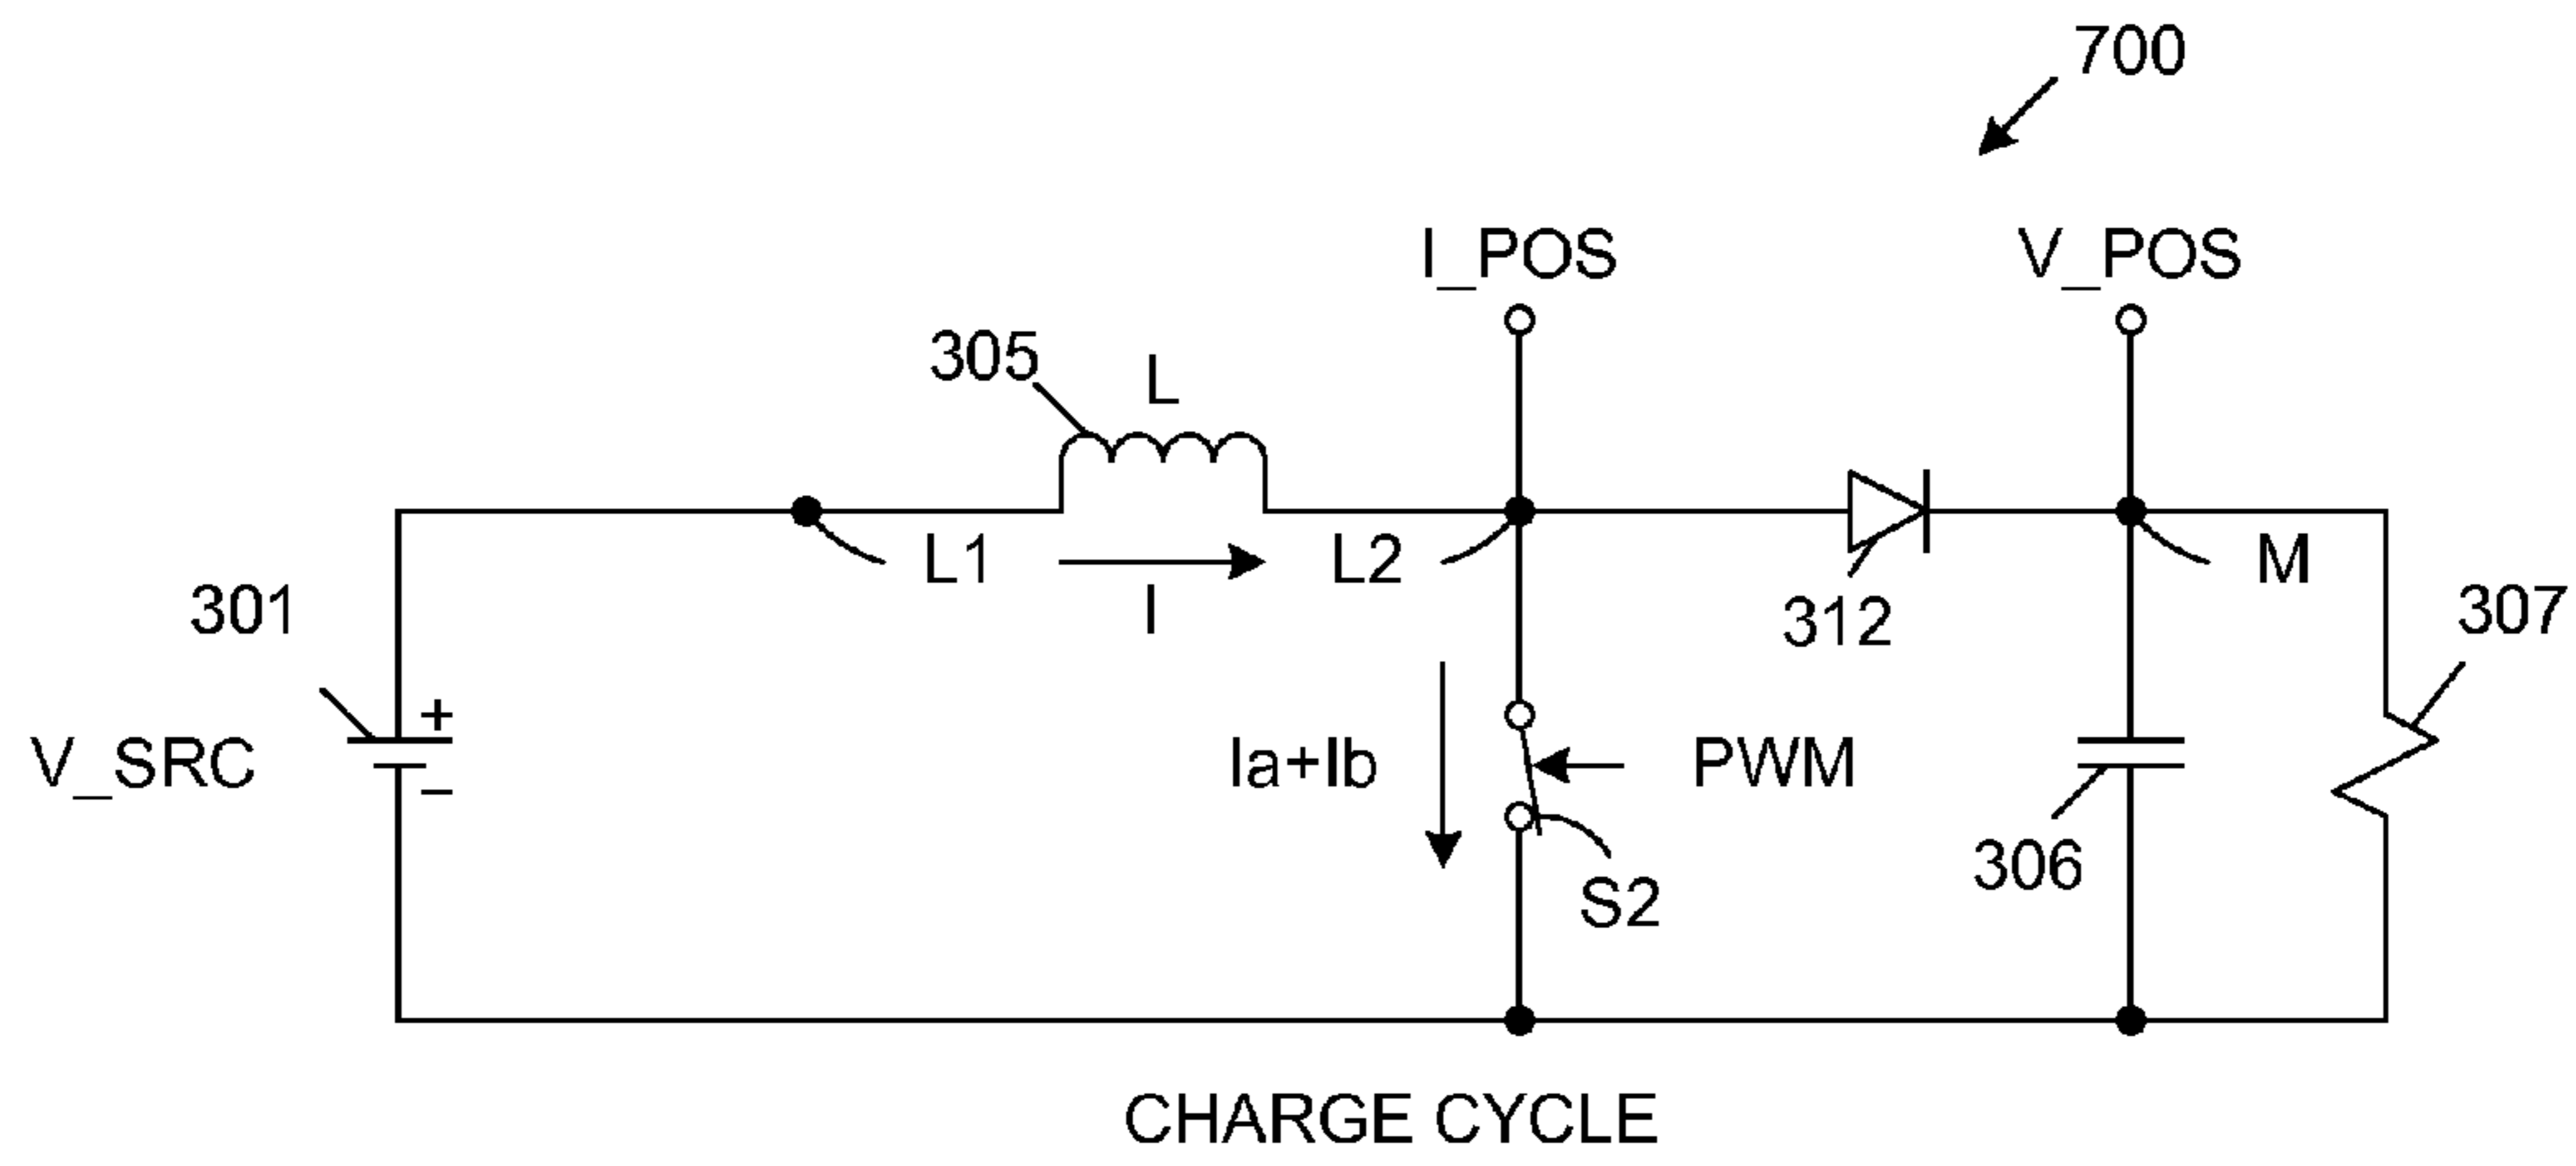 700
I_POS
V_POS
305
L
L1
L2
M
I
312
301
307
V_SRC
+
−
Ia+Ib
PWM
306
S2
CHARGE CYCLE